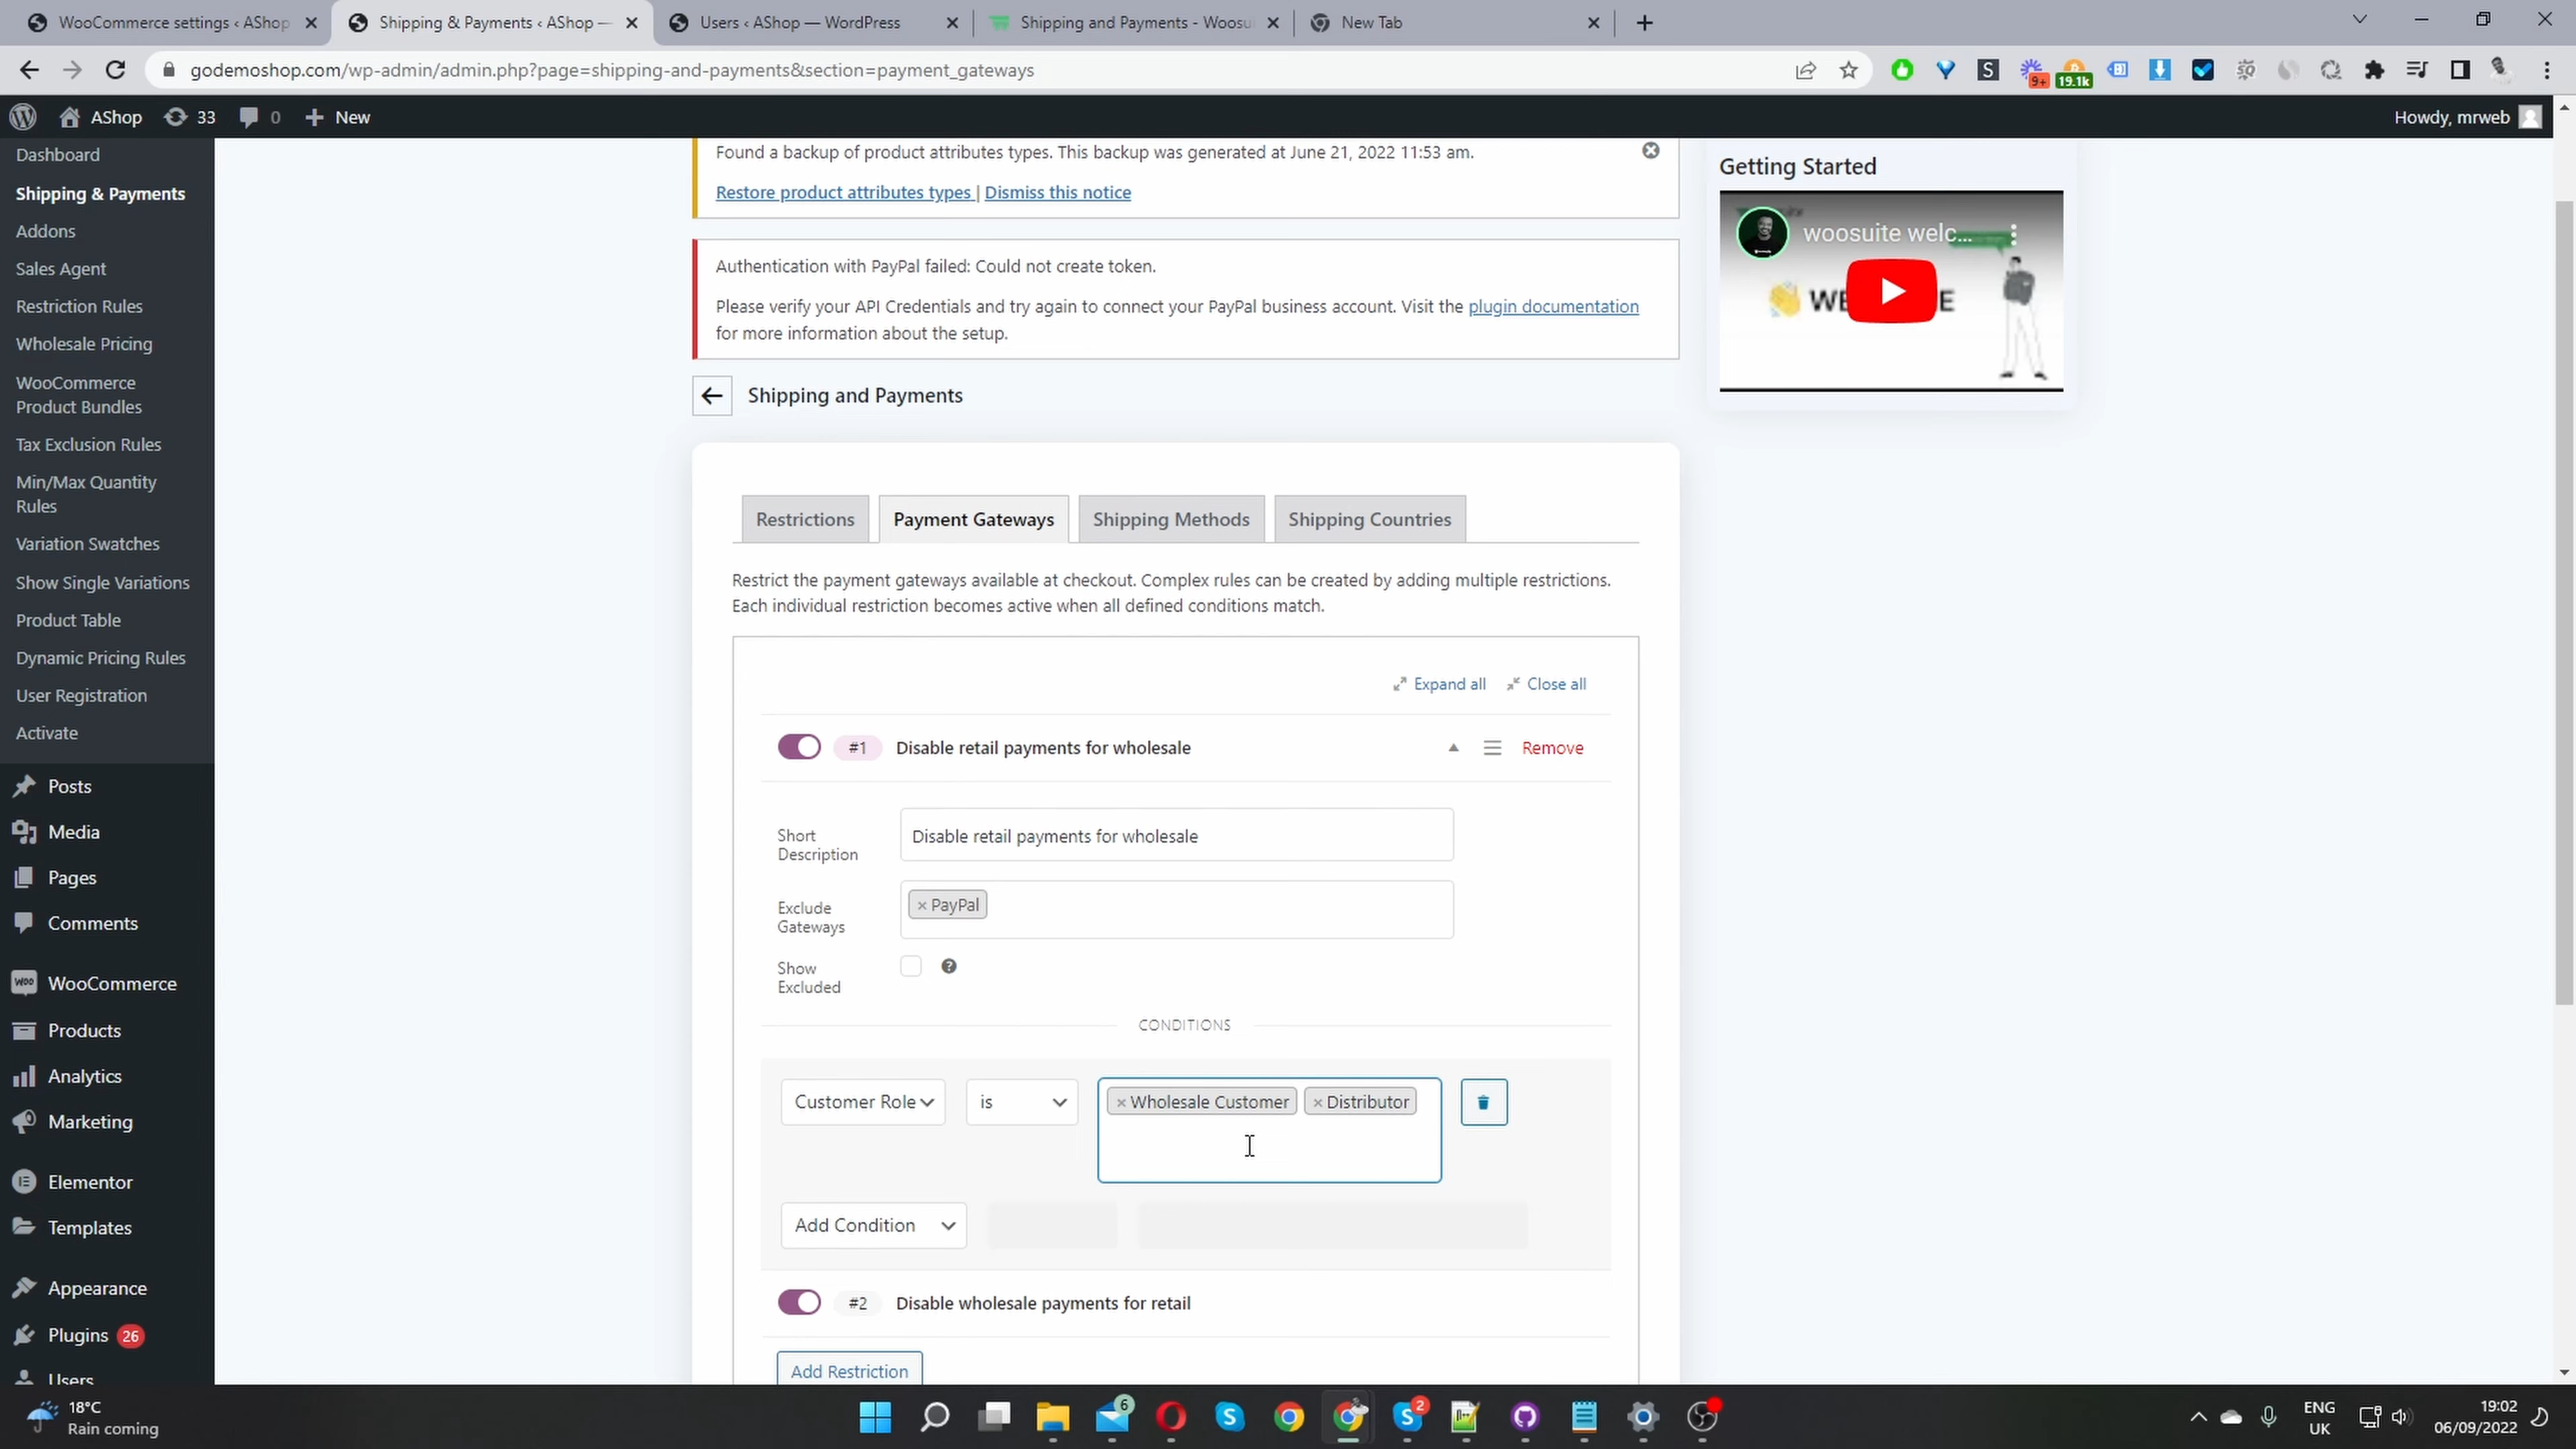 WooCommerce settings ‹ AShop
Shipping & Payments ‹ AShop —
Users ‹ AShop — WordPress
Shipping and Payments - Woosu
New Tab
godemoshop.com/wp-admin/admin.php?page=shipping-and-payments&section=payment_gateways
9+
19.1k
AShop
33
0
New
Howdy, mrweb
Dashboard
Shipping & Payments
Addons
Sales Agent
Restriction Rules
Wholesale Pricing
WooCommerce
Product Bundles
Tax Exclusion Rules
Min/Max Quantity
Rules
Variation Swatches
Show Single Variations
Product Table
Dynamic Pricing Rules
User Registration
Activate
Posts
Media
Pages
Comments
WooCommerce
Products
Analytics
Marketing
Elementor
Templates
Appearance
Plugins 26
Users
Found a backup of product attributes types. This backup was generated at June 21, 2022 11:53 am.
Restore product attributes types | Dismiss this notice
Authentication with PayPal failed: Could not create token.
Please verify your API Credentials and try again to connect your PayPal business account. Visit the plugin documentation
for more information about the setup.
Shipping and Payments
Restrictions
Payment Gateways
Shipping Methods
Shipping Countries
Restrict the payment gateways available at checkout. Complex rules can be created by adding multiple restrictions.
Each individual restriction becomes active when all defined conditions match.
Expand all
Close all
#1 Disable retail payments for wholesale
Remove
Short
Description
Disable retail payments for wholesale
Exclude
Gateways
× PayPal
Show
Excluded
CONDITIONS
Customer Role
is
× Wholesale Customer × Distributor
Add Condition
#2 Disable wholesale payments for retail
Add Restriction
Getting Started
woosuite welc...
18°C
Rain coming
6
2
ENG
UK
19:02
06/09/2022